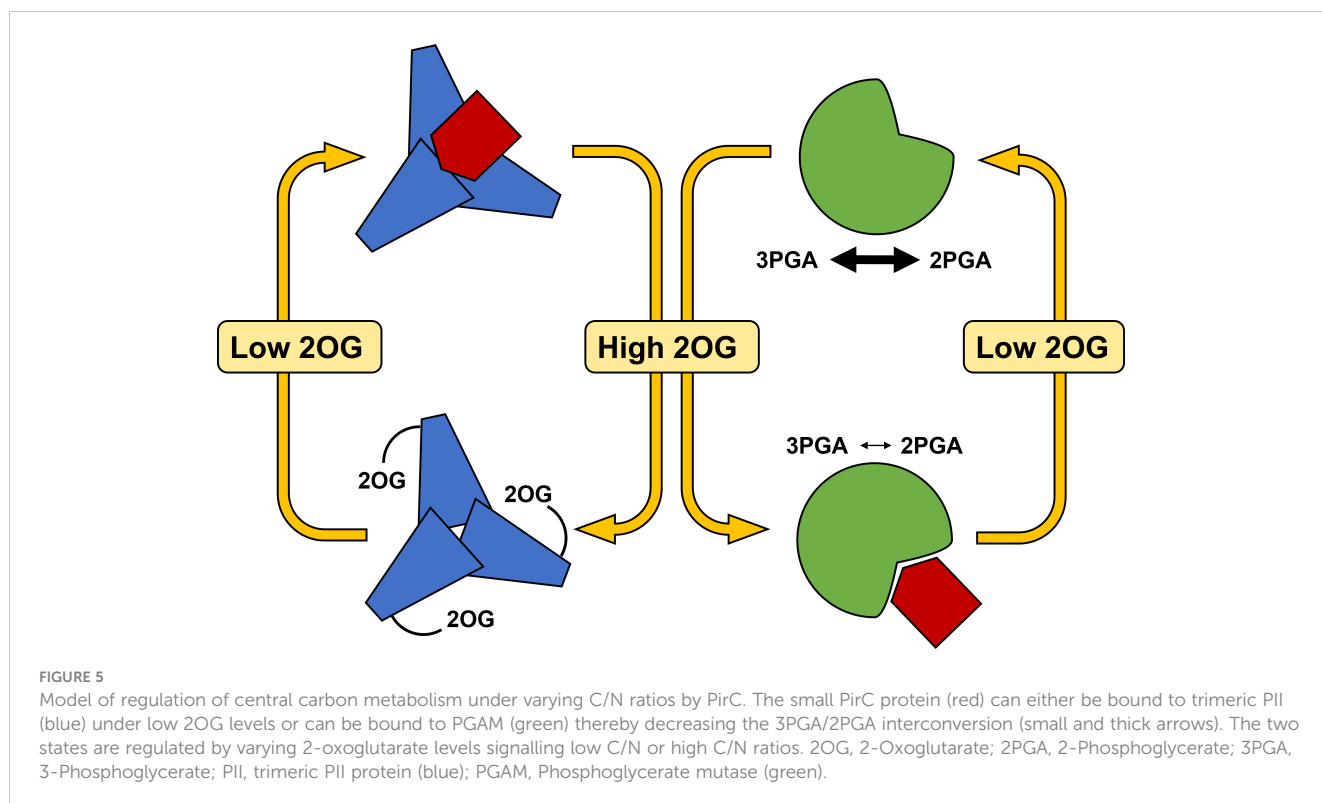 3PGA 2PGA
Low 2OG
High 2OG
Low 2OG
3PGA 2PGA
2OG
2OG
2OG
FIGURE 5
Model of regulation of central carbon metabolism under varying C/N ratios by PirC. The small PirC protein (red) can either be bound to trimeric PII
(blue) under low 2OG levels or can be bound to PGAM (green) thereby decreasing the 3PGA/2PGA interconversion (small and thick arrows). The two
states are regulated by varying 2-oxoglutarate levels signalling low C/N or high C/N ratios. 2OG, 2-Oxoglutarate; 2PGA, 2-Phosphoglycerate; 3PGA,
3-Phosphoglycerate; PII, trimeric PII protein (blue); PGAM, Phosphoglycerate mutase (green).